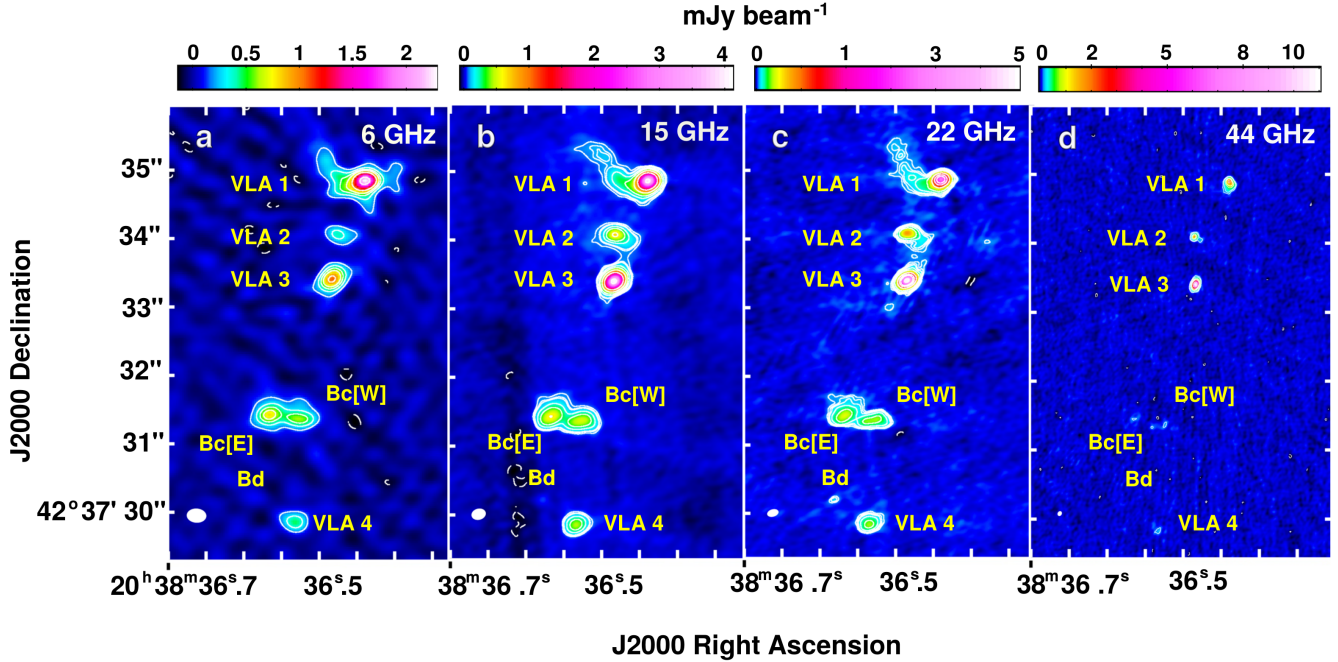 mJy beam⁻¹
0 0.5 1 1.5 2
0 1 2 3 4
0 1 3 5
0 2 5 8 10
a 6 GHz
b 15 GHz
c 22 GHz
d 44 GHz
35''
34''
33''
32''
31''
42°37' 30''
J2000 Declination
VLA 1
VLA 2
VLA 3
Bc[W]
Bc[E]
Bd
VLA 4
VLA 1
VLA 2
VLA 3
Bc[W]
Bc[E]
Bd
VLA 4
VLA 1
VLA 2
VLA 3
Bc[W]
Bc[E]
Bd
VLA 4
VLA 1
VLA 2
VLA 3
Bc[W]
Bc[E]
Bd
VLA 4
20ʰ 38ᵐ36ˢ.7 36ˢ.5
38ᵐ36 .7ˢ 36ˢ.5
38ᵐ36 .7ˢ 36ˢ.5
38ᵐ36 .7ˢ 36ˢ.5
J2000 Right Ascension